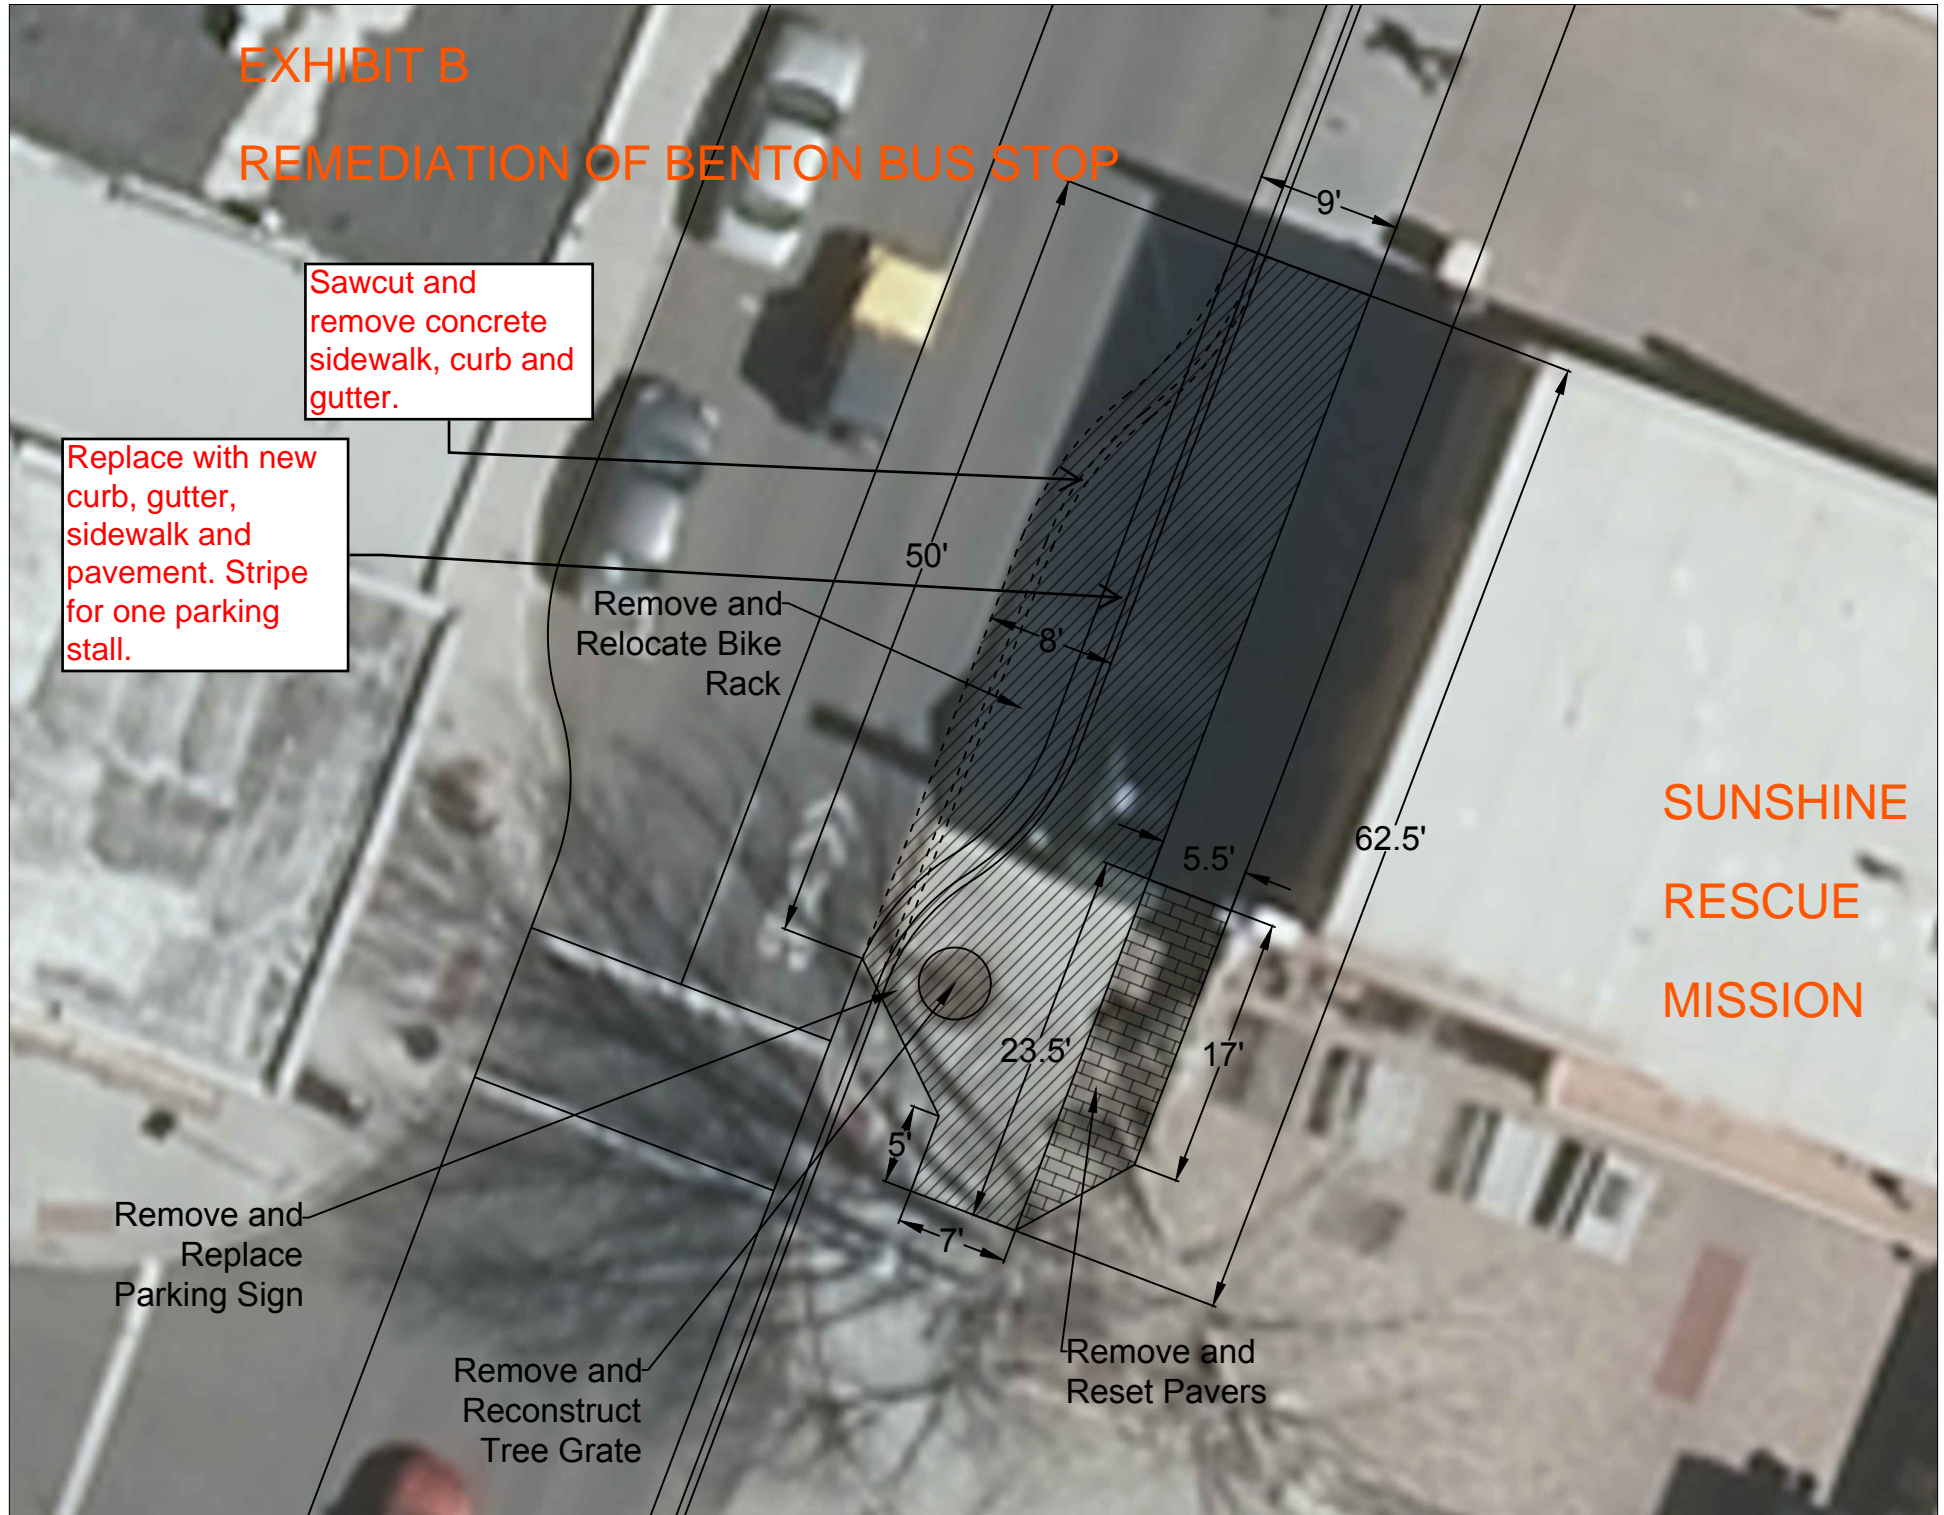 EXHIBIT B
REMEDIATION OF BENTON BUS STOP
9'
Sawcut and
remove concrete
sidewalk, curb and
gutter.
Replace with new
curb, gutter,
sidewalk and
pavement. Stripe
for one parking
stall.
50'
Remove and
Relocate Bike
Rack
8'
62.5'
5.5'
SUNSHINE
RESCUE
MISSION
23.5'
17'
5'
7'
Remove and
Replace
Parking Sign
Remove and
Reconstruct
Tree Grate
Remove and
Reset Pavers